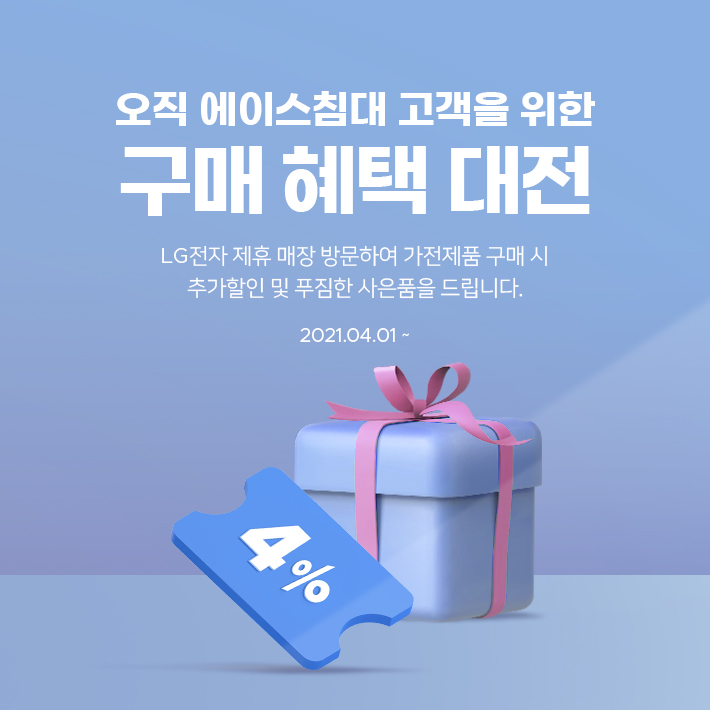 오직 에이스침대 고객을 위한
구매 혜택 대전
LG전자 제휴 매장 방문하여 가전제품 구매 시
추가할인 및 푸짐한 사은품을 드립니다.
2021.04.01 ~
4%